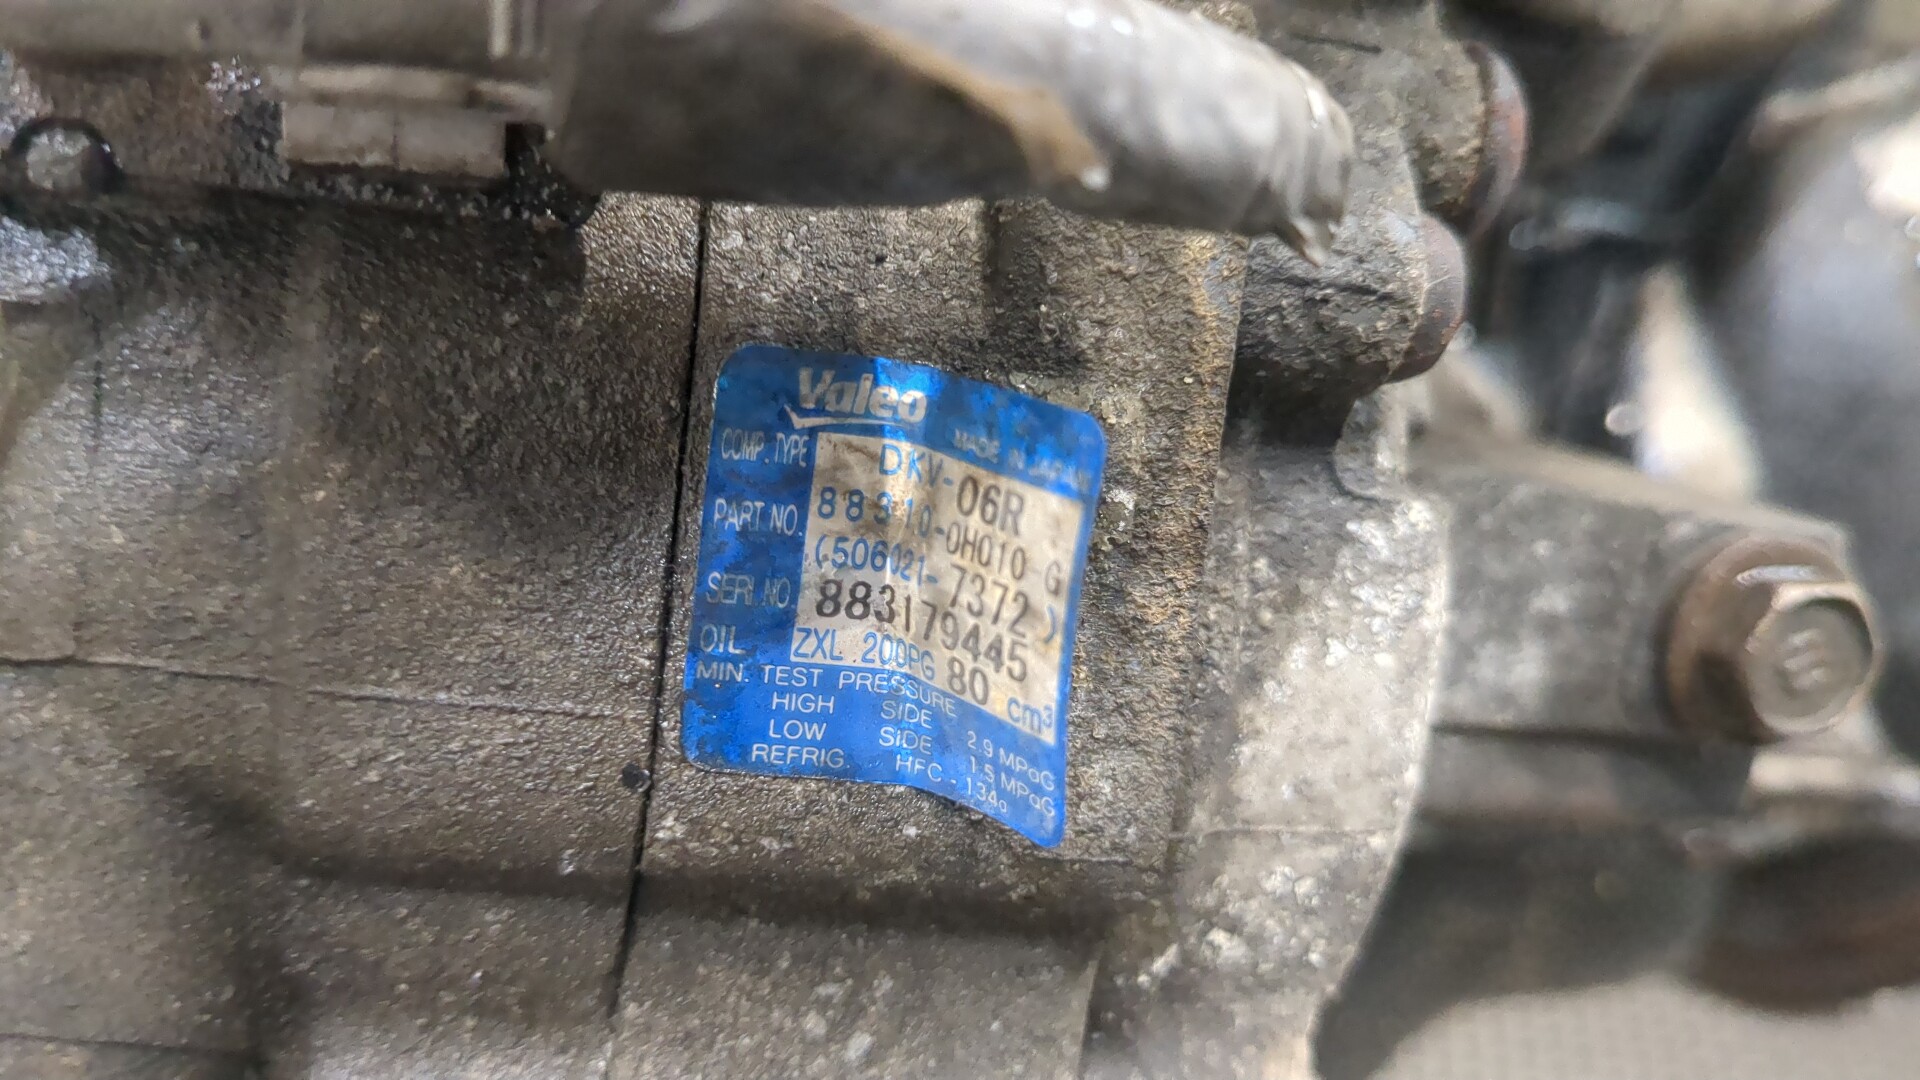 Valeo
MADE IN JAPAN
COMP. TYPE DKV-06R
PART NO. 88310-0H010 G
(506021-7372)
SERI.NO 883179445
OIL ZXL 200PG 80 cm³
MIN. TEST PRESSURE
HIGH SIDE 2.9 MPaG
LOW SIDE 1.5 MPaG
REFRIG. HFC-134a